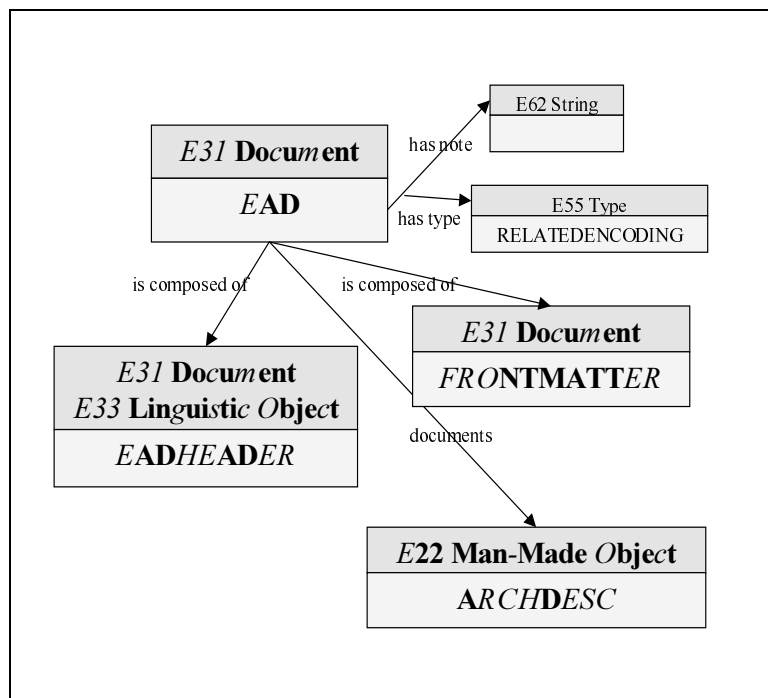 E62 String
E31 Document
has note
EAD
E55 Type
has type
RELATEDENCODING
is composed of
is composed of
E31 Document
FRONTMATTER
E31 Document
E33 Linguistic Object
EADHEADER
documents
E22 Man-Made Object
ARCHDESC